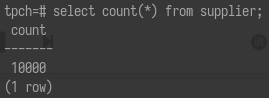 tpch=# select count(*) from supplier;
 count
-------
 10000
(1 row)